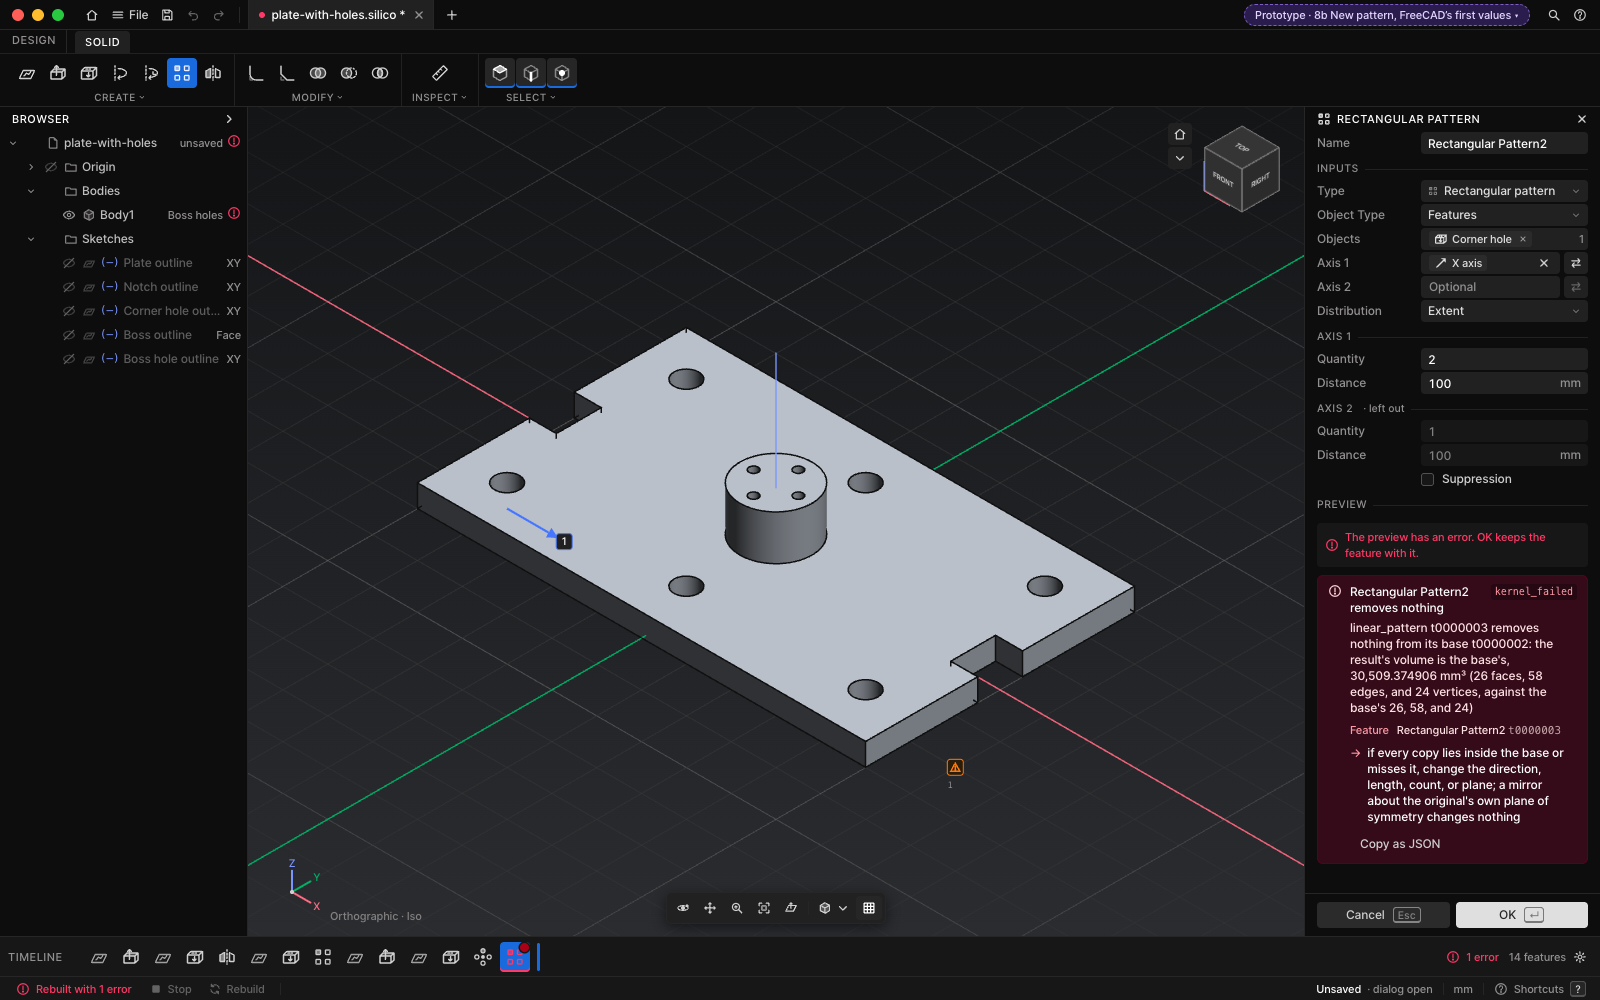 File
plate-with-holes.silico *
Prototype · 8b New pattern, FreeCAD's first values
DESIGN
SOLID
CREATE
MODIFY
INSPECT
SELECT
BROWSER
plate-with-holes unsaved
Origin
Bodies
Body1 Boss holes
Sketches
Plate outline XY
Notch outline XY
Corner hole out... XY
Boss outline Face
Boss hole outline XY
TOP
FRONT
RIGHT
1
1
Z
Y
X
Orthographic · Iso
RECTANGULAR PATTERN
Name Rectangular Pattern2
INPUTS
Type Rectangular pattern
Object Type Features
Objects Corner hole × 1
Axis 1 X axis
Axis 2 Optional
Distribution Extent
AXIS 1
Quantity 2
Distance 100 mm
AXIS 2 · left out
Quantity 1
Distance 100 mm
Suppression
PREVIEW
The preview has an error. OK keeps the
feature with it.
Rectangular Pattern2 kernel_failed
removes nothing
linear_pattern t0000003 removes
nothing from its base t0000002: the
result's volume is the base's,
30,509.374906 mm³ (26 faces, 58
edges, and 24 vertices, against the
base's 26, 58, and 24)
Feature Rectangular Pattern2 t0000003
→ if every copy lies inside the base or
misses it, change the direction,
length, count, or plane; a mirror
about the original's own plane of
symmetry changes nothing
Copy as JSON
Cancel Esc
OK
TIMELINE
1 error 14 features
Rebuilt with 1 error
Stop
Rebuild
Unsaved · dialog open
mm
Shortcuts ?